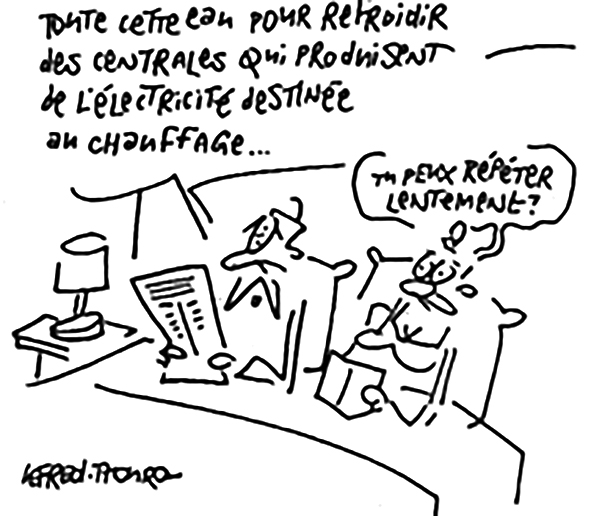 TOUTE CETTE EAU POUR REFROIDIR
DES CENTRALES QUI PRODUISENT
DE L'ÉLECTRICITÉ DESTINÉE
AU CHAUFFAGE...
TU PEUX RÉPÉTER
LENTEMENT?